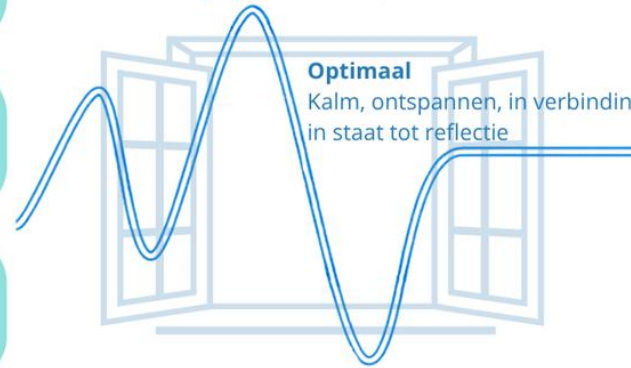 Optimaal
Kalm, ontspannen, in verbindin
in staat tot reflectie